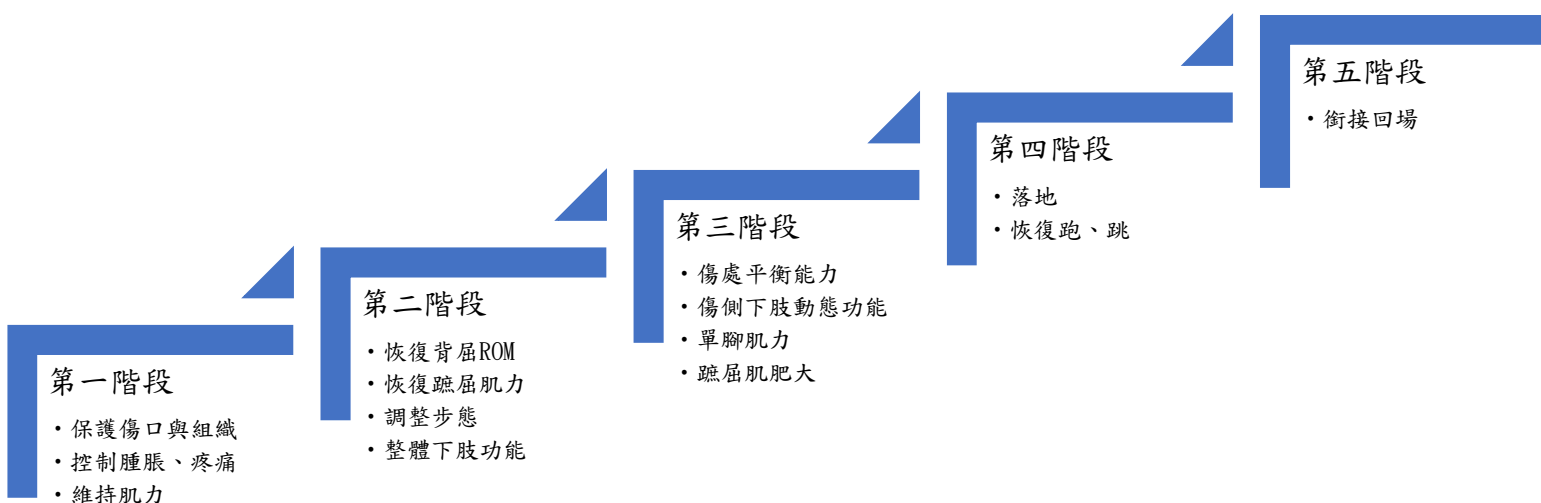 第一階段
・保護傷口與組織
・控制腫脹、疼痛
・維持肌力
第二階段
・恢復背屈ROM
・恢復蹠屈肌力
・調整步態
・整體下肢功能
第三階段
・傷處平衡能力
・傷側下肢動態功能
・單腳肌力
・蹠屈肌肥大
第四階段
・落地
・恢復跑、跳
第五階段
・銜接回場